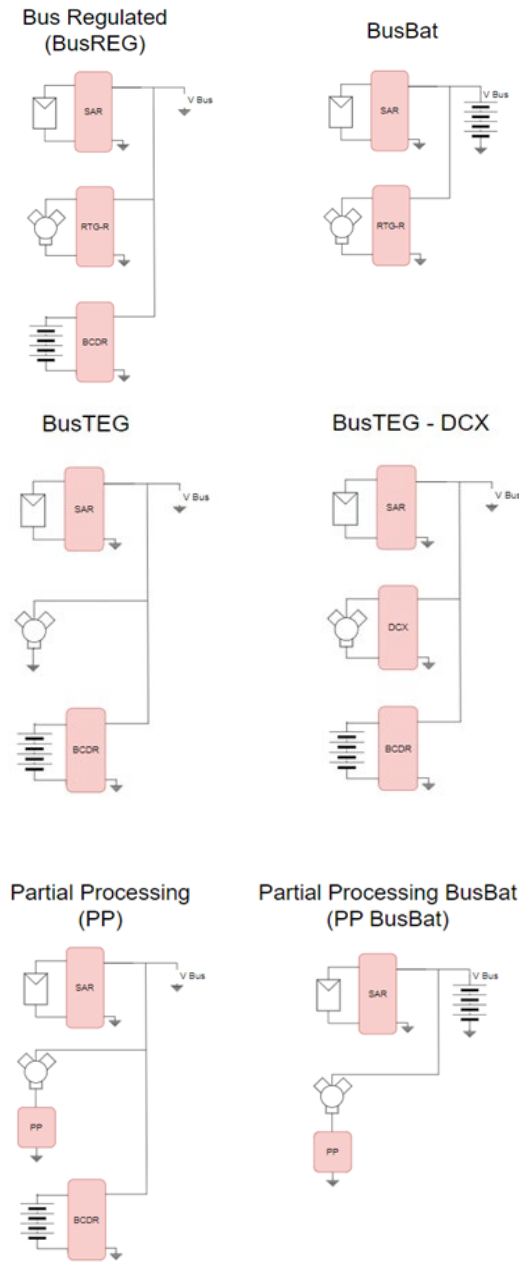 Bus Regulated
(BusREG)
SAR
V Bus
RTG-R
BCDR
BusBat
SAR
V Bus
RTG-R
BusTEG
SAR
V Bus
BCDR
BusTEG - DCX
SAR
V Bus
DCX
BCDR
Partial Processing
(PP)
SAR
V Bus
PP
BCDR
Partial Processing BusBat
(PP BusBat)
SAR
V Bus
PP